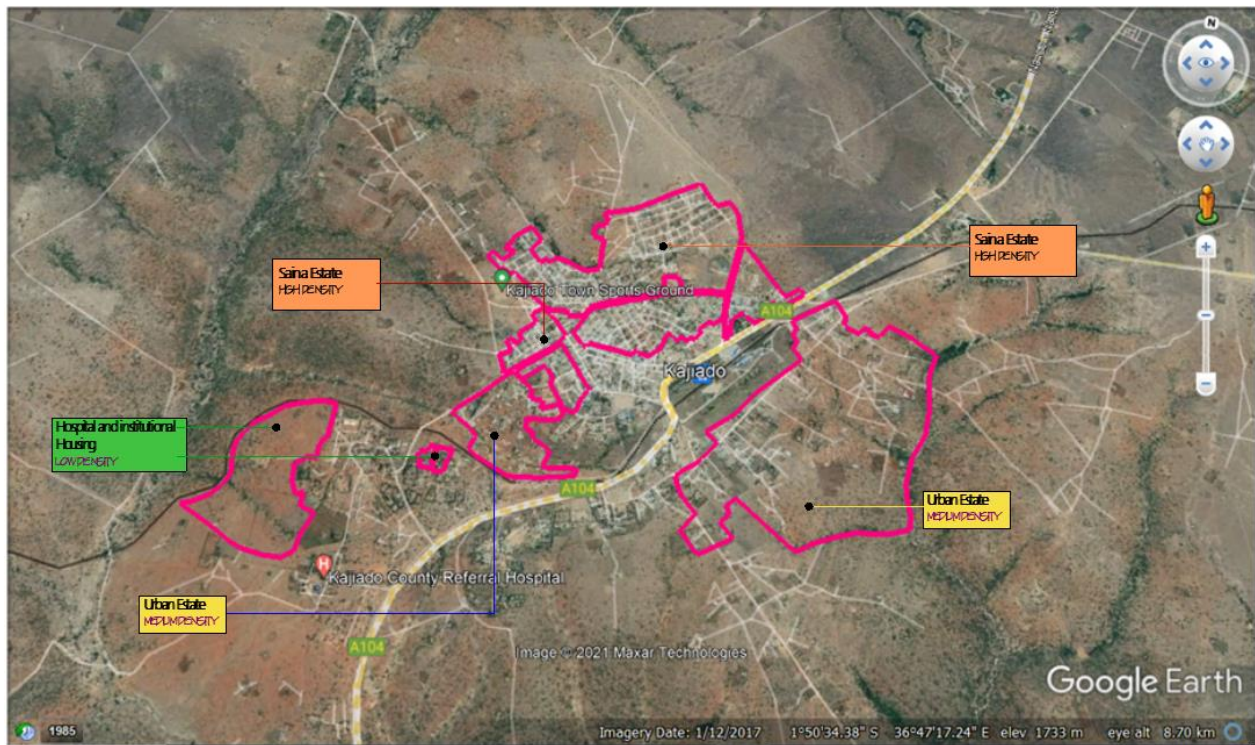 N
Saina Estate
HIGH DENSITY
Saina Estate
HIGH DENSITY
Kajiado Town Sports Ground
A104
Kajiado
Hospital and institutional
Housing
LOW DENSITY
A104
Urban Estate
MEDIUM DENSITY
H
Kajiado County Referral Hospital
Urban Estate
MEDIUM DENSITY
A104
Image © 2021 Maxar Technologies
Google Earth
1985
Imagery Date: 1/12/2017 1°50'34.38" S 36°47'17.24" E elev 1733 m eye alt 8.70 km